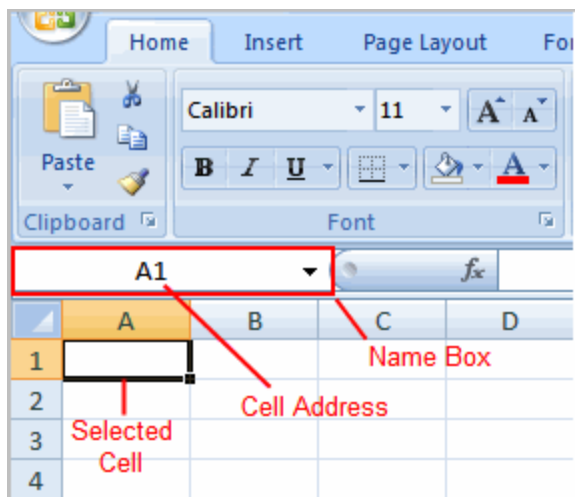 Home Insert Page Layout
Calibri 11 A A
Paste
B I U A
Clipboard Font
A1 fx
A B C D
1 Name Box
2 Cell Address
3 Selected
Cell
4